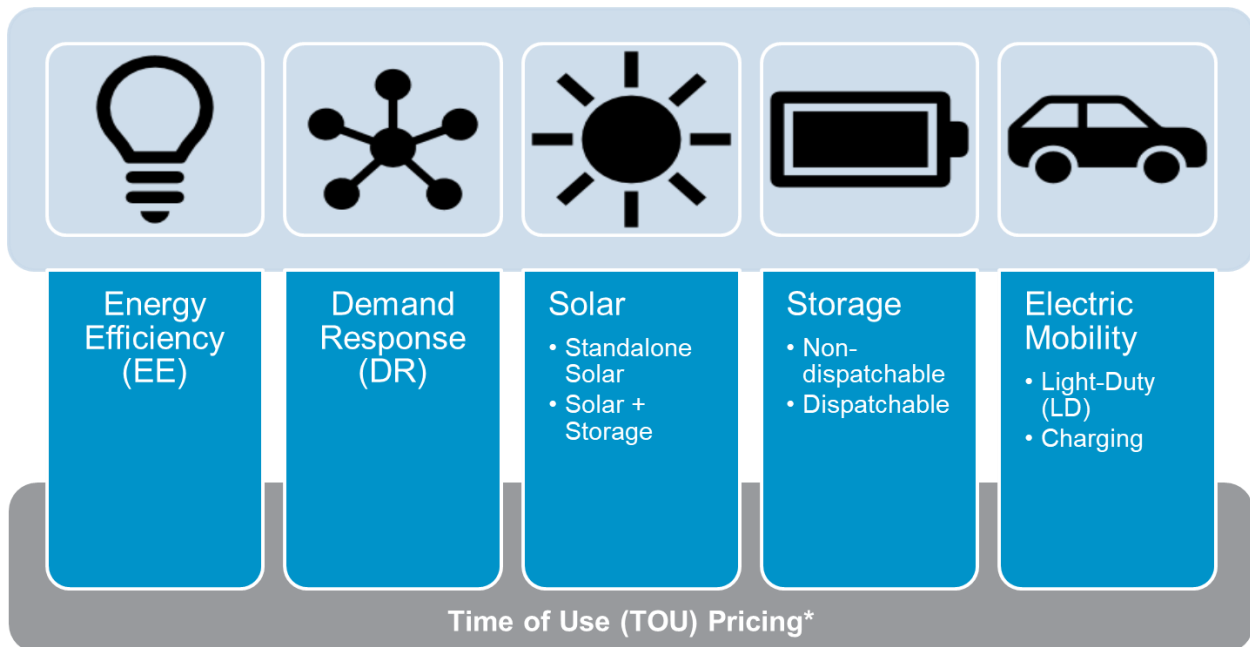 Energy
Efficiency
(EE)
Demand
Response
(DR)
Solar
• Standalone
Solar
• Solar +
Storage
Storage
• Non-
dispatchable
• Dispatchable
Electric
Mobility
• Light-Duty
(LD)
• Charging
Time of Use (TOU) Pricing*